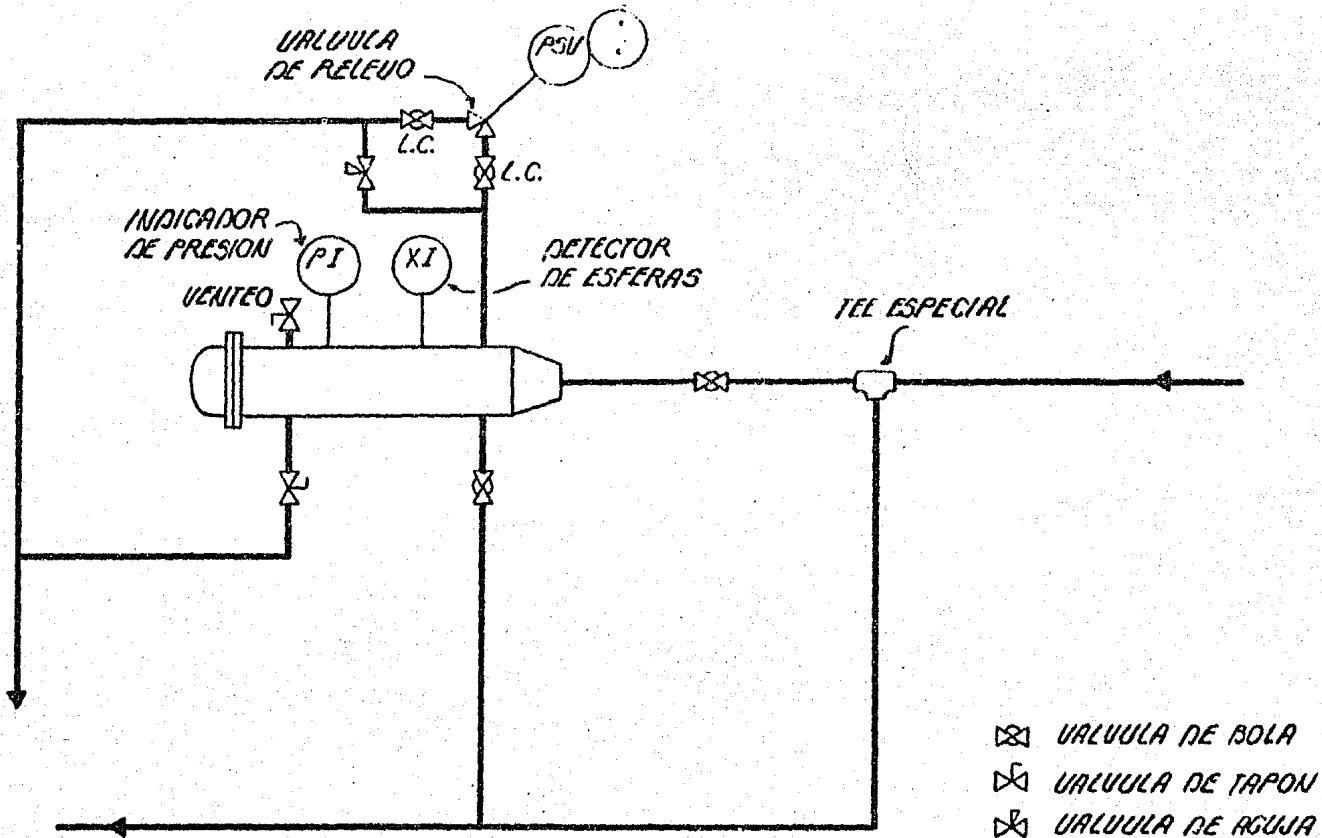 VALVULA
DE RELEVO
PSV
L.C.
L.C.
INDICADOR
DE PRESION
PI
XI
DETECTOR
DE ESFERAS
VENTEO
TEE ESPECIAL
VALVULA DE BOLA
VALVULA DE TAPON
VALVULA DE AGUJA